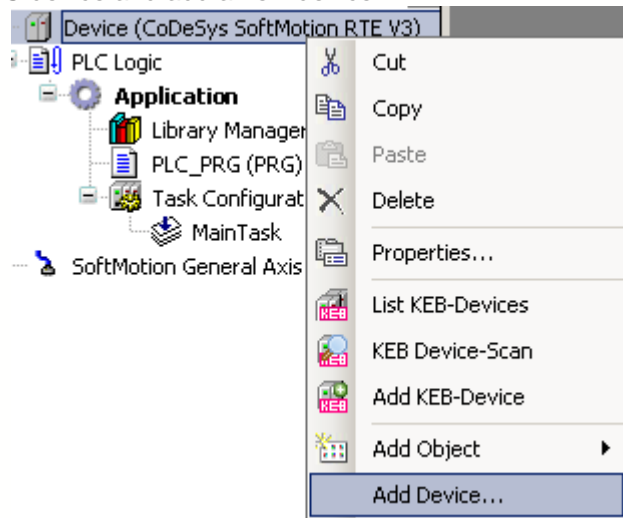 Device (CoDeSys SoftMotion RTE V3)
PLC Logic
Application
Library Manager
PLC_PRG (PRG)
Task Configurat
MainTask
SoftMotion General Axis
Cut
Copy
Paste
Delete
Properties...
List KEB-Devices
KEB Device-Scan
Add KEB-Device
Add Object
Add Device...